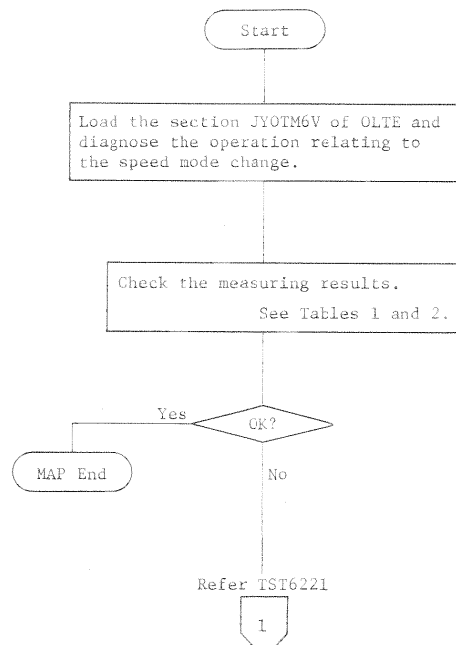 Start
Load the section JYOTM6V of OLTE and
diagnose the operation relating to
the speed mode change.
Check the measuring results.
See Tables 1 and 2.
Yes
OK?
MAP End
No
Refer TST6221
1